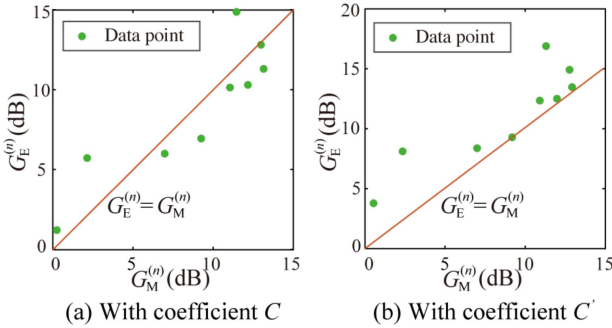 15
Data point
10
5
0
G_E^(n) (dB)
G_E^(n)=G_M^(n)
0 5 10 15
G_M^(n) (dB)
(a) With coefficient C
20
Data point
15
10
5
0
G_E^(n) (dB)
G_E^(n)=G_M^(n)
0 5 10 15
G_M^(n) (dB)
(b) With coefficient C'